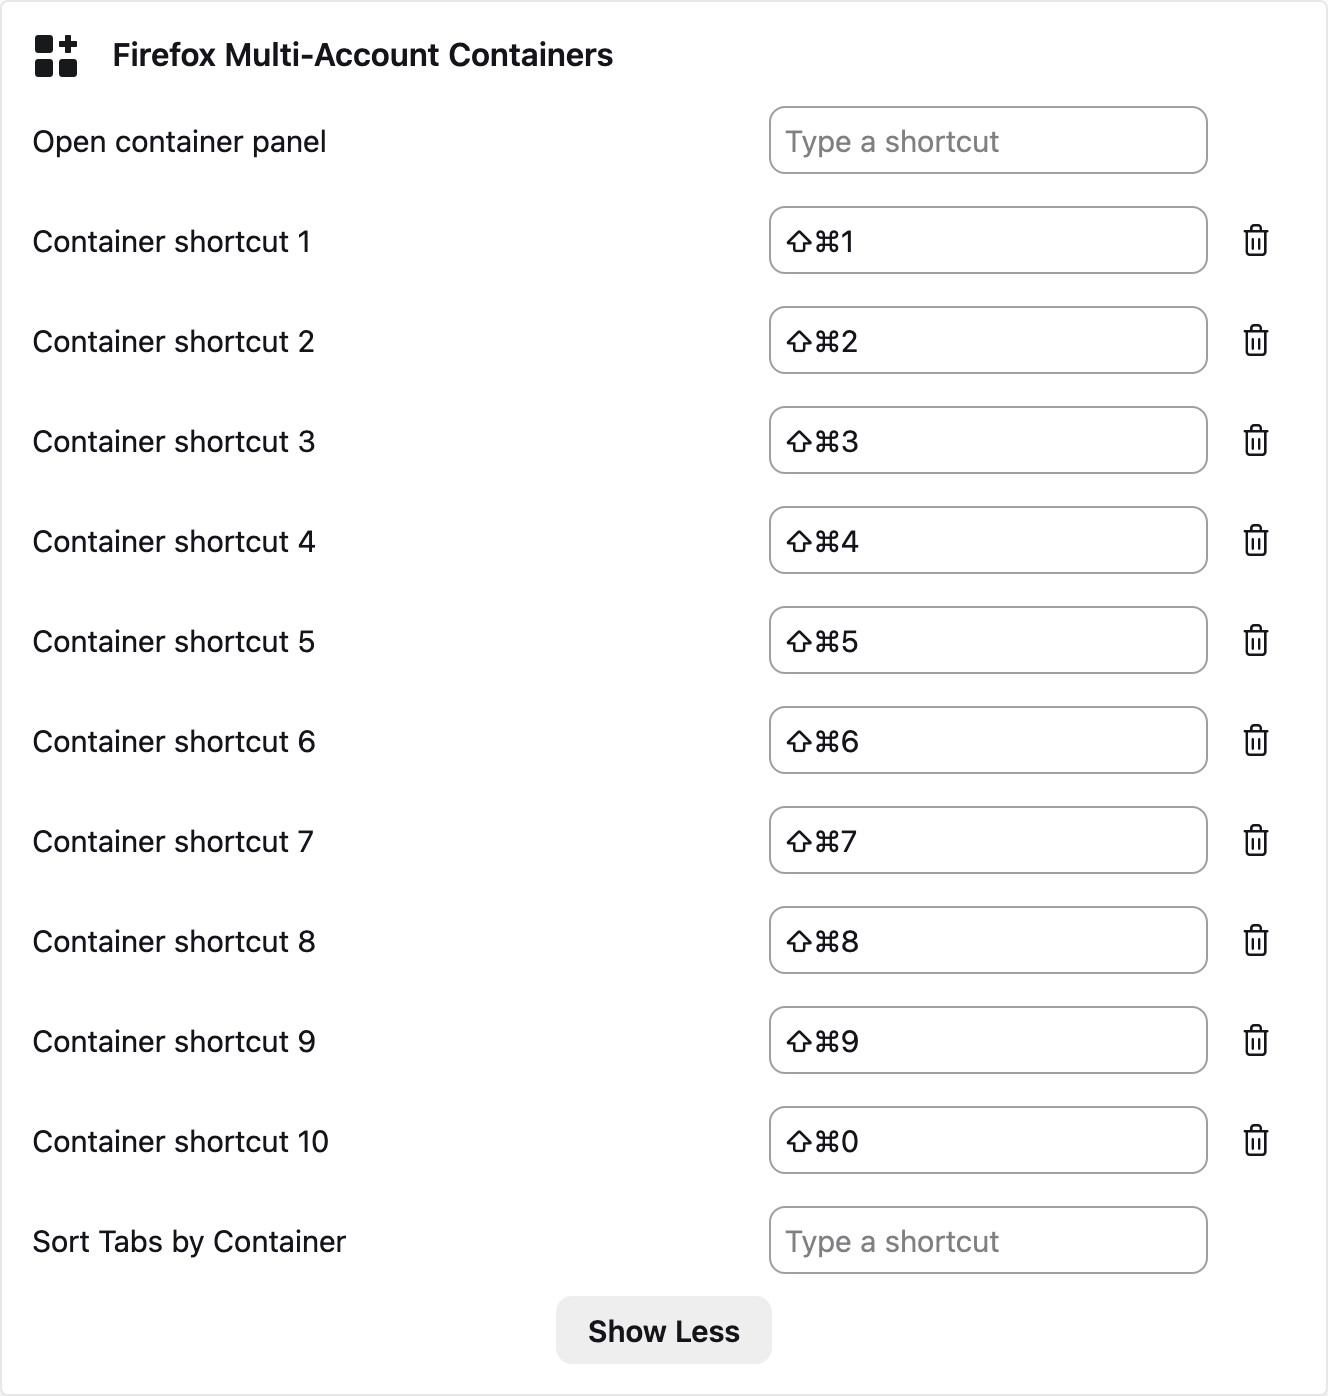 Firefox Multi-Account Containers
Open container panel Type a shortcut
Container shortcut 1 ⇧⌘1
Container shortcut 2 ⇧⌘2
Container shortcut 3 ⇧⌘3
Container shortcut 4 ⇧⌘4
Container shortcut 5 ⇧⌘5
Container shortcut 6 ⇧⌘6
Container shortcut 7 ⇧⌘7
Container shortcut 8 ⇧⌘8
Container shortcut 9 ⇧⌘9
Container shortcut 10 ⇧⌘0
Sort Tabs by Container Type a shortcut
Show Less